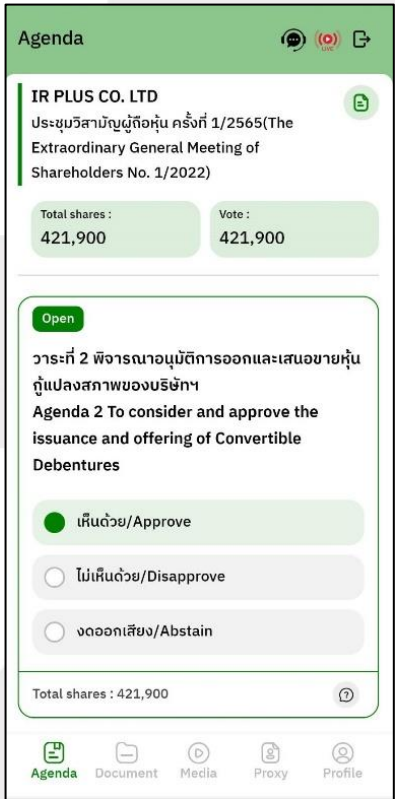 Agenda
LIVE
IR PLUS CO. LTD
ประชุมวิสามัญผู้ถือหุ้น ครั้งที่ 1/2565(The
Extraordinary General Meeting of
Shareholders No. 1/2022)
Total shares :
421,900
Vote :
421,900
Open
วาระที่ 2 พิจารณาอนุมัติการออกและเสนอขายหุ้น
กู้แปลงสภาพของบริษัทฯ
Agenda 2 To consider and approve the
issuance and offering of Convertible
Debentures
เห็นด้วย/Approve
ไม่เห็นด้วย/Disapprove
งดออกเสียง/Abstain
Total shares : 421,900
Agenda Document Media Proxy Profile